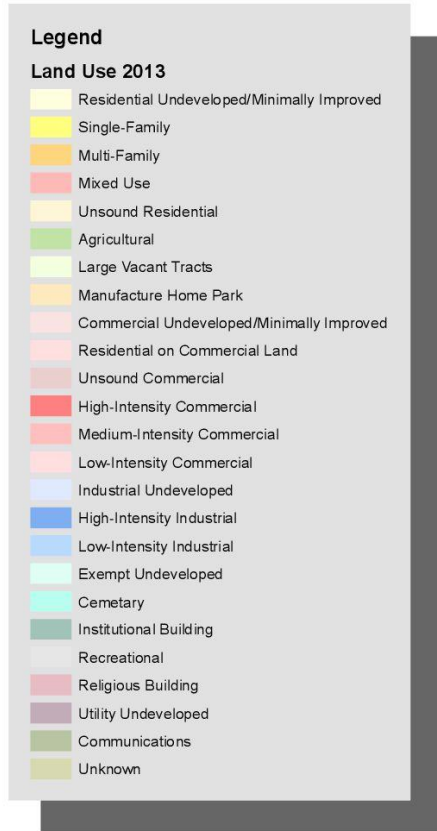 Legend
Land Use 2013
Residential Undeveloped/Minimally Improved
Single-Family
Multi-Family
Mixed Use
Unsound Residential
Agricultural
Large Vacant Tracts
Manufacture Home Park
Commercial Undeveloped/Minimally Improved
Residential on Commercial Land
Unsound Commercial
High-Intensity Commercial
Medium-Intensity Commercial
Low-Intensity Commercial
Industrial Undeveloped
High-Intensity Industrial
Low-Intensity Industrial
Exempt Undeveloped
Cemetary
Institutional Building
Recreational
Religious Building
Utility Undeveloped
Communications
Unknown